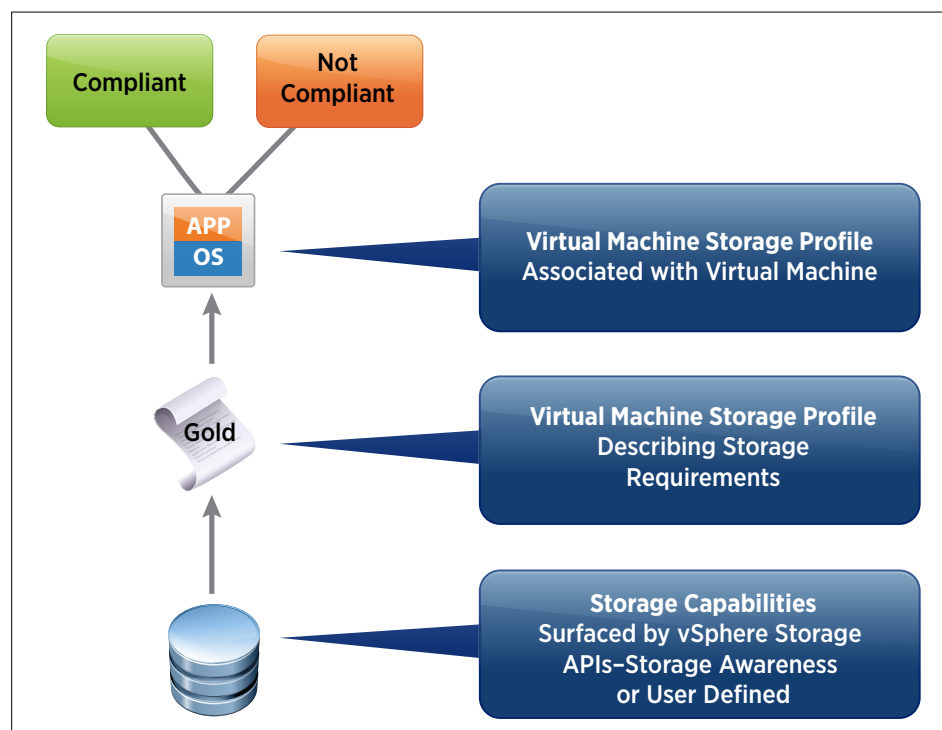 Compliant
Not
Compliant
APP
OS
Virtual Machine Storage Profile
Associated with Virtual Machine
Gold
Virtual Machine Storage Profile
Describing Storage
Requirements
Storage Capabilities
Surfaced by vSphere Storage
APIs–Storage Awareness
or User Defined